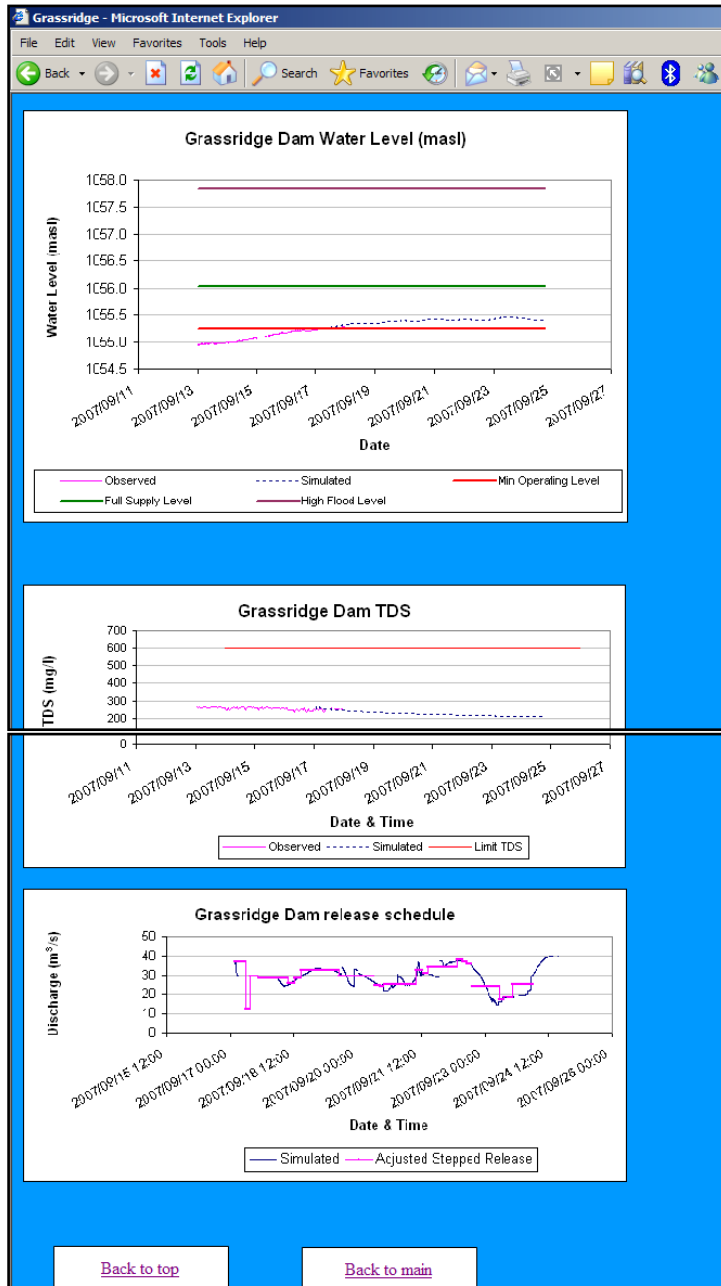 Grassridge - Microsoft Internet Explorer
File Edit View Favorites Tools Help
Back Search Favorites
Grassridge Dam Water Level (masl)
Water Level (masl)
1058.0
1057.5
1057.0
1056.5
1056.0
1055.5
1055.0
1054.5
2007/09/11 2007/09/13 2007/09/15 2007/09/17 2007/09/19 2007/09/21 2007/09/23 2007/09/25 2007/09/27
Date
Observed Simulated Min Operating Level
Full Supply Level High Flood Level
Grassridge Dam TDS
TDS (mg/l)
700
600
500
400
300
200
0
2007/09/11 2007/09/13 2007/09/15 2007/09/17 2007/09/19 2007/09/21 2007/09/23 2007/09/25 2007/09/27
Date & Time
Observed Simulated Limit TDS
Grassridge Dam release schedule
Discharge (m³/s)
50
40
30
20
10
0
2007/09/15 12:00 2007/09/17 00:00 2007/09/18 12:00 2007/09/20 00:00 2007/09/21 12:00 2007/09/23 00:00 2007/09/24 12:00 2007/09/26 00:00
Date & Time
Simulated Adjusted Stepped Release
Back to top Back to main